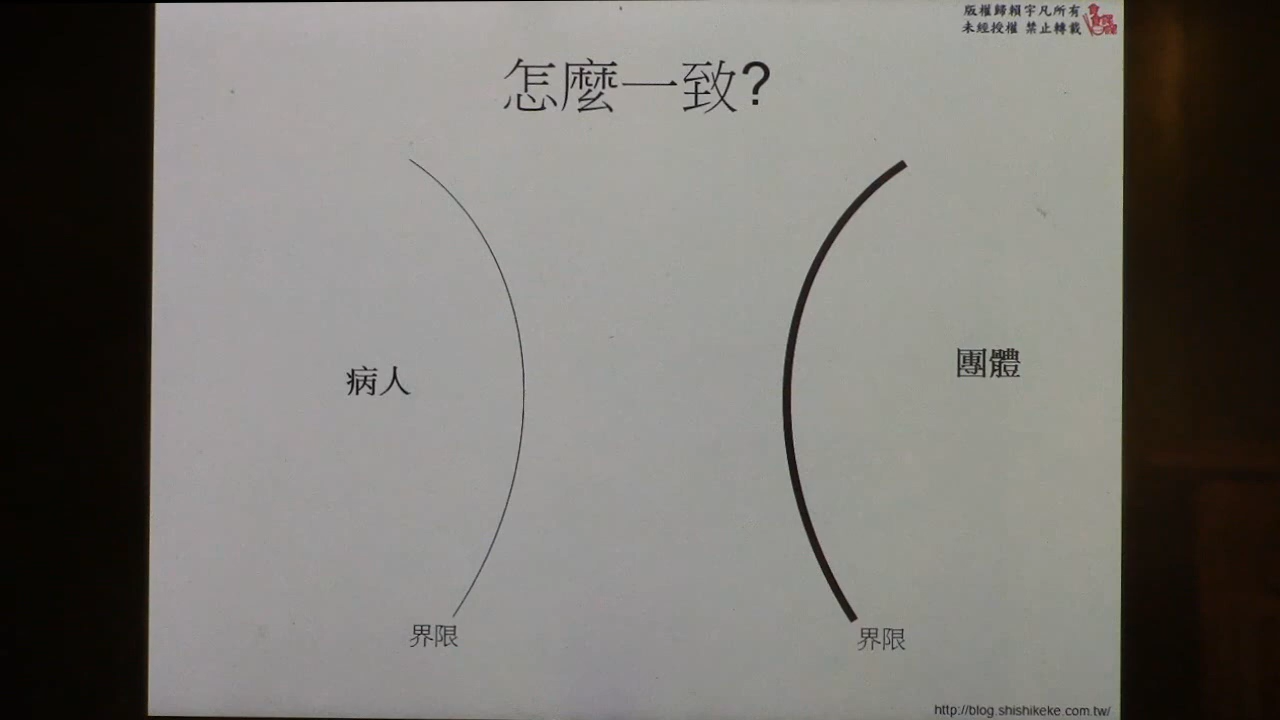 版權歸賴宇凡所有
未經授權 禁止轉載
怎麼一致?
病人
團體
界限
界限
http://blog.shishikeke.com.tw/